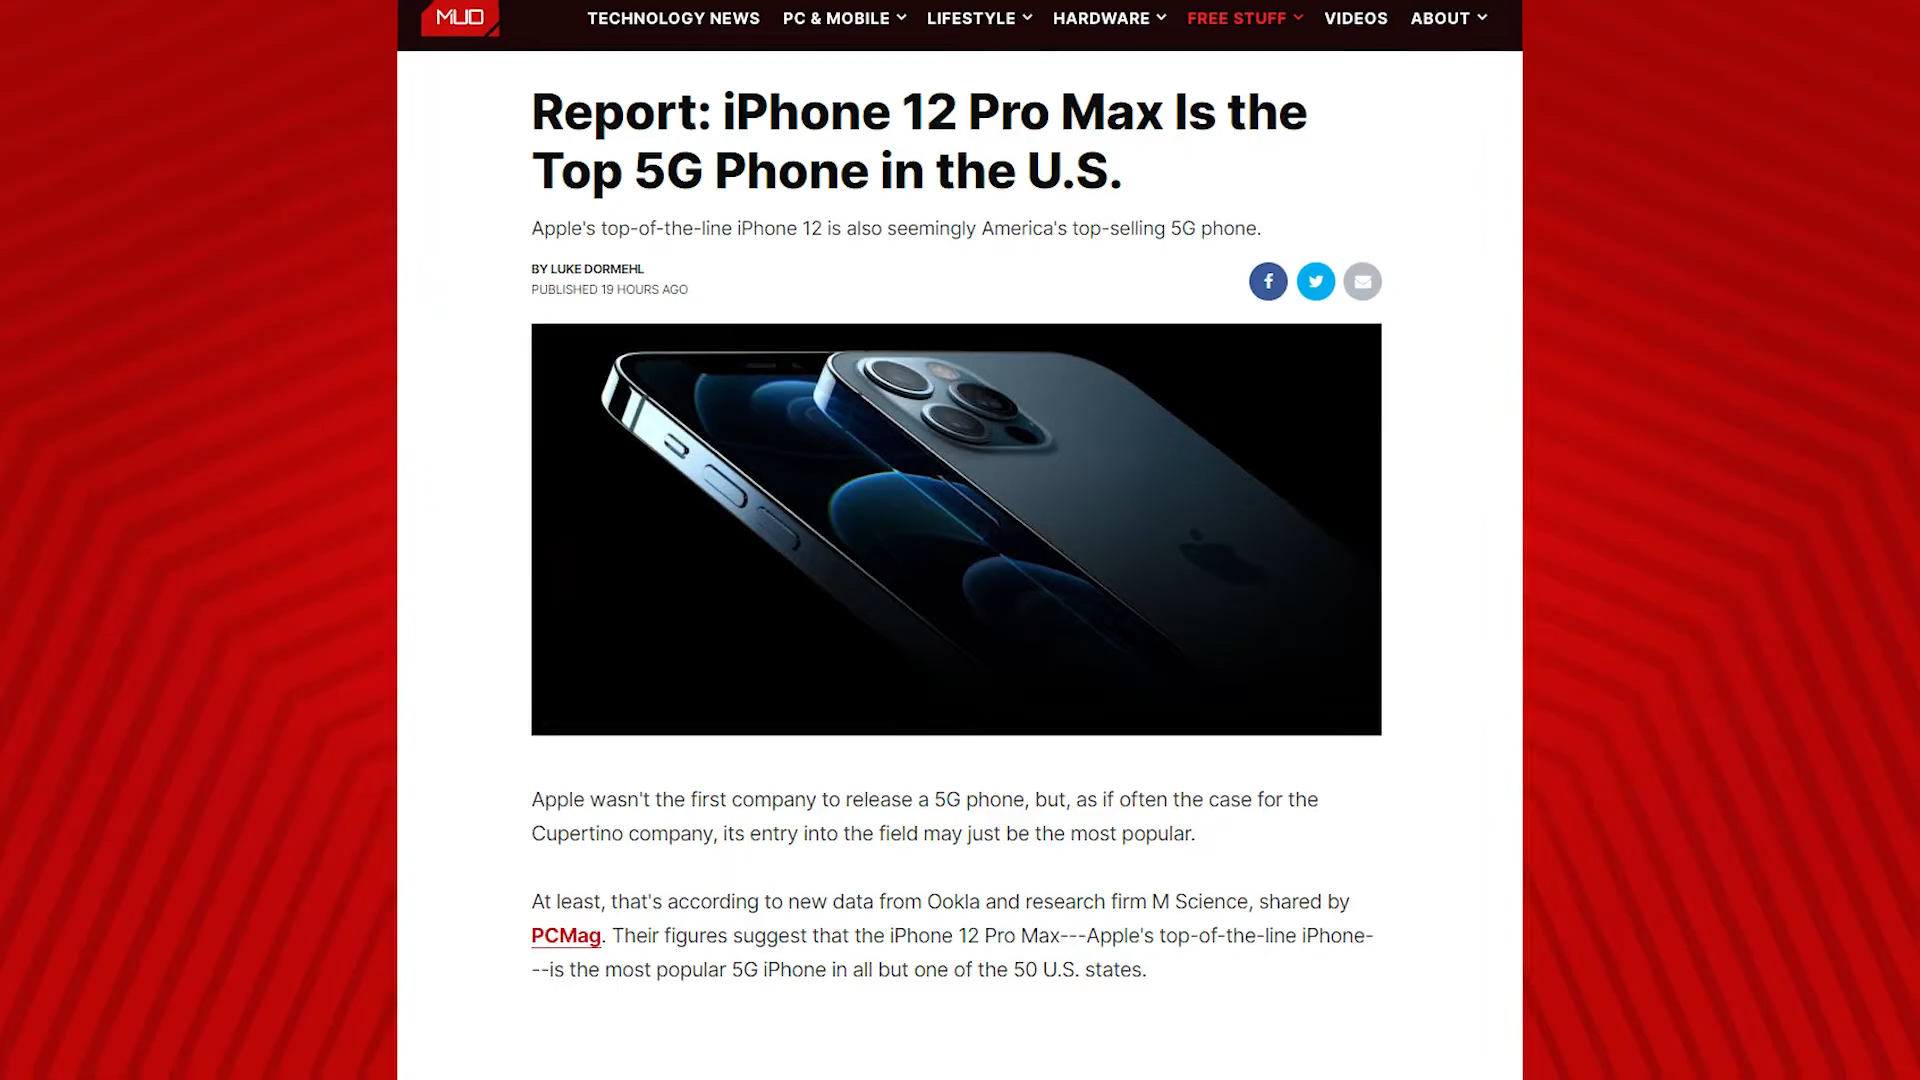 MUO
TECHNOLOGY NEWS PC & MOBILE LIFESTYLE HARDWARE FREE STUFF VIDEOS ABOUT
Report: iPhone 12 Pro Max Is the
Top 5G Phone in the U.S.
Apple's top-of-the-line iPhone 12 is also seemingly America's top-selling 5G phone.
BY LUKE DORMEHL
PUBLISHED 19 HOURS AGO
Apple wasn't the first company to release a 5G phone, but, as if often the case for the
Cupertino company, its entry into the field may just be the most popular.
At least, that's according to new data from Ookla and research firm M Science, shared by
PCMag. Their figures suggest that the iPhone 12 Pro Max---Apple's top-of-the-line iPhone-
--is the most popular 5G iPhone in all but one of the 50 U.S. states.